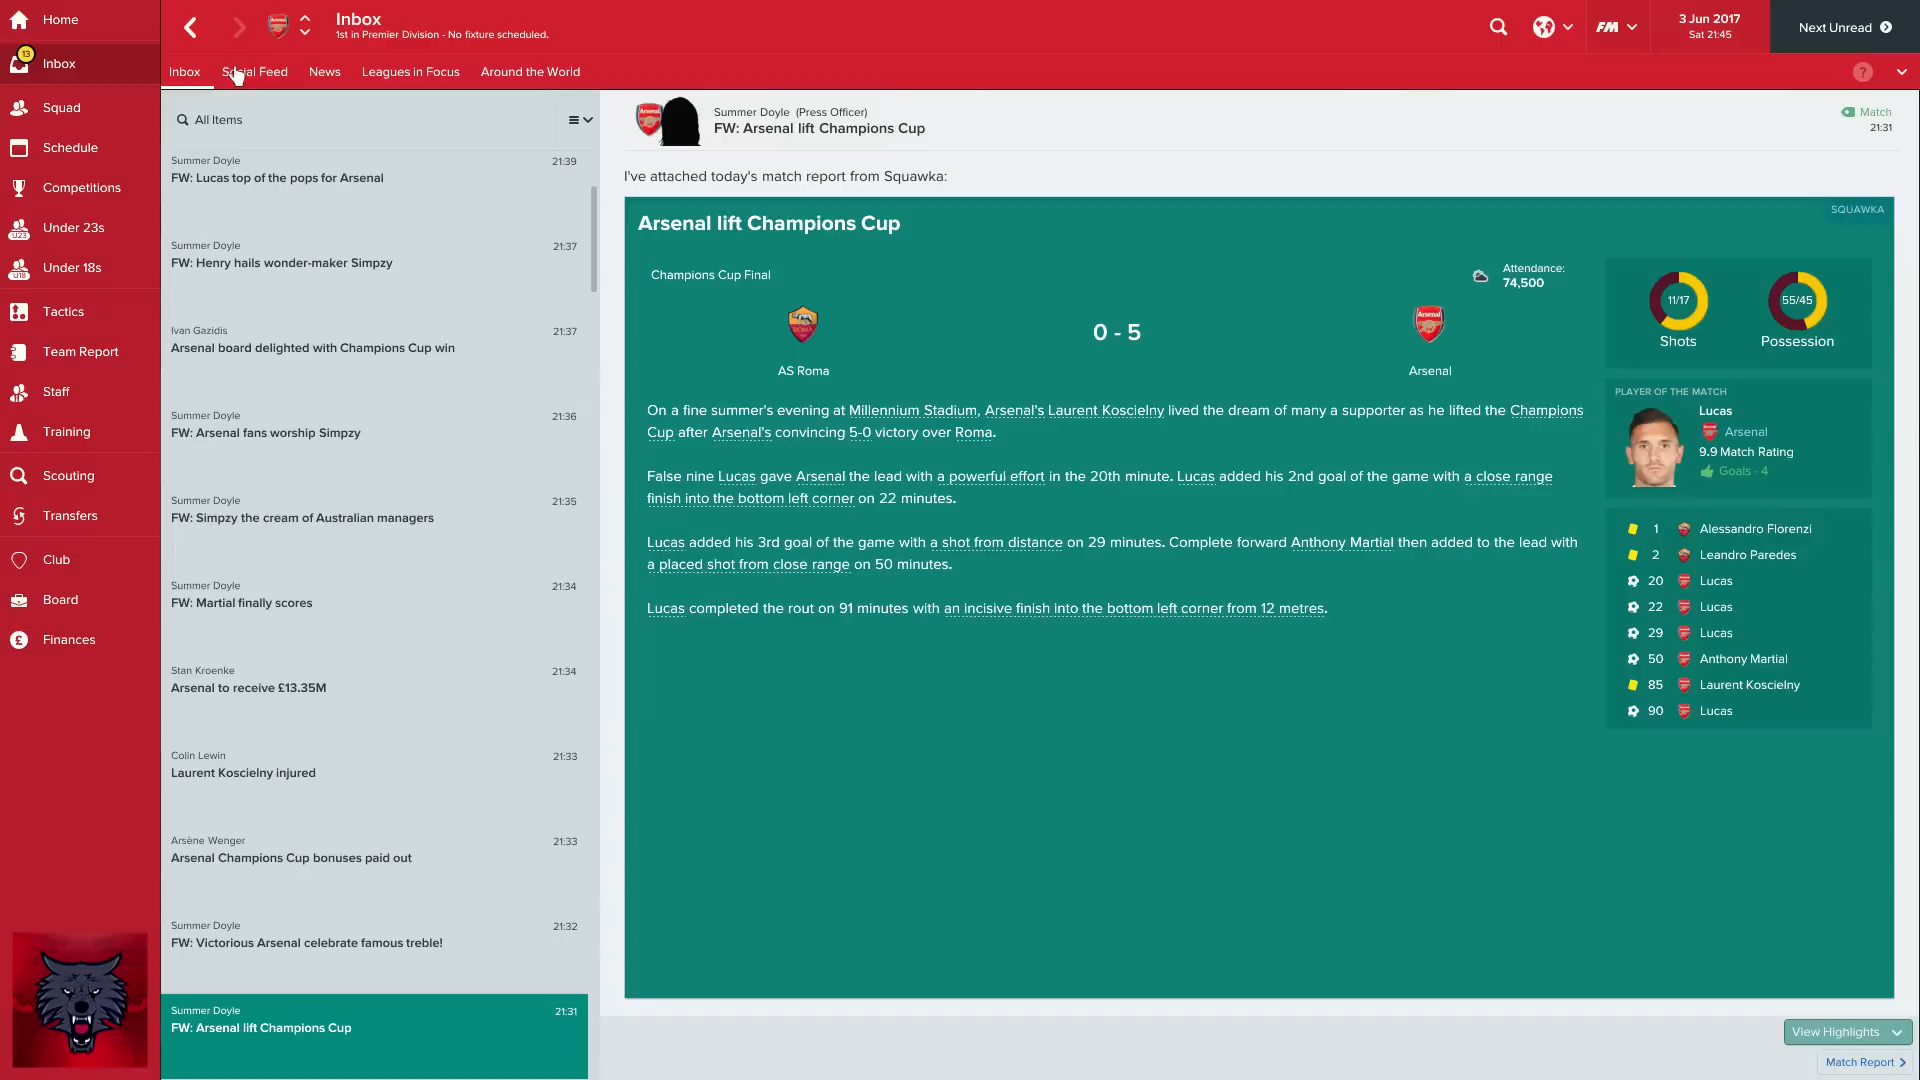 Home
13
Inbox
Squad
Schedule
Competitions
Under 23s
Under 18s
Tactics
Team Report
Staff
Training
Scouting
Transfers
Club
Board
Finances
Inbox
1st in Premier Division - No fixture scheduled.
FM
3 Jun 2017
Sat 21:45
Next Unread
Inbox
Social Feed
News
Leagues in Focus
Around the World
?
All Items
Summer Doyle 21:39
FW: Lucas top of the pops for Arsenal
Summer Doyle 21:37
FW: Henry hails wonder-maker Simpzy
Ivan Gazidis 21:37
Arsenal board delighted with Champions Cup win
Summer Doyle 21:36
FW: Arsenal fans worship Simpzy
Summer Doyle 21:35
FW: Simpzy the cream of Australian managers
Summer Doyle 21:34
FW: Martial finally scores
Stan Kroenke 21:34
Arsenal to receive £13.35M
Colin Lewin 21:33
Laurent Koscielny injured
Arsène Wenger 21:33
Arsenal Champions Cup bonuses paid out
Summer Doyle 21:32
FW: Victorious Arsenal celebrate famous treble!
Summer Doyle 21:31
FW: Arsenal lift Champions Cup
Summer Doyle (Press Officer)
FW: Arsenal lift Champions Cup
Match
21:31
I've attached today's match report from Squawka:
SQUAWKA
Arsenal lift Champions Cup
Champions Cup Final
Attendance:
74,500
0 - 5
AS Roma
Arsenal
On a fine summer's evening at Millennium Stadium, Arsenal's Laurent Koscielny lived the dream of many a supporter as he lifted the Champions
Cup after Arsenal's convincing 5-0 victory over Roma.
False nine Lucas gave Arsenal the lead with a powerful effort in the 20th minute. Lucas added his 2nd goal of the game with a close range
finish into the bottom left corner on 22 minutes.
Lucas added his 3rd goal of the game with a shot from distance on 29 minutes. Complete forward Anthony Martial then added to the lead with
a placed shot from close range on 50 minutes.
Lucas completed the rout on 91 minutes with an incisive finish into the bottom left corner from 12 metres.
11/17
Shots
55/45
Possession
PLAYER OF THE MATCH
Lucas
Arsenal
9.9 Match Rating
Goals - 4
1 Alessandro Florenzi
2 Leandro Paredes
20 Lucas
22 Lucas
29 Lucas
50 Anthony Martial
85 Laurent Koscielny
90 Lucas
View Highlights
Match Report